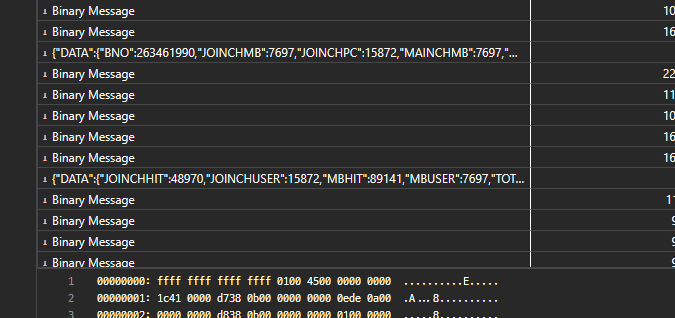 Binary Message 10
Binary Message 16
{"DATA":{"BNO":263461990,"JOINCHMB":7697,"JOINCHPC":15872,"MAINCHMB":7697,"...
Binary Message 22
Binary Message 11
Binary Message 10
Binary Message 16
Binary Message 16
{"DATA":{"JOINCHHIT":48970,"JOINCHUSER":15872,"MBHIT":89141,"MBUSER":7697,"TOT...
Binary Message 11
Binary Message 9
Binary Message 9
Binary Message 9
1 00000000: ffff ffff ffff ffff 0100 4500 0000 0000 ..........E.....
2 00000001: 1c41 0000 d738 0b00 0000 0000 0ede 0a00 .A...8..........
3 00000002: 0000 0000 d838 0b00 0000 0000 0100 0000 .....8..........